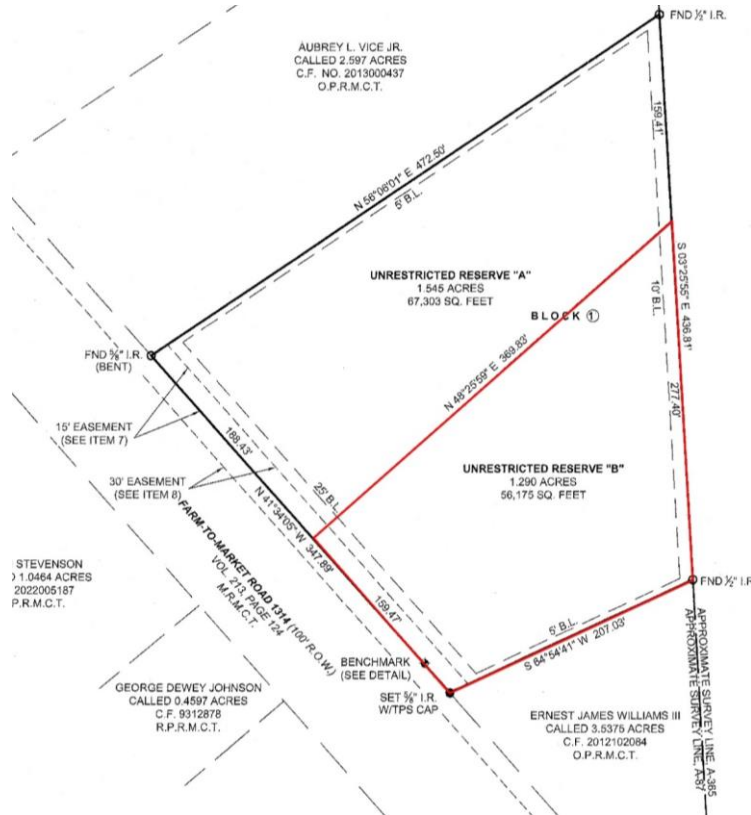 FND ½" I.R.
AUBREY L. VICE JR.
CALLED 2.597 ACRES
C.F. NO. 2013000437
O.P.R.M.C.T.
159.41'
N 56°06'01" E 472.50'
5' B.L.
UNRESTRICTED RESERVE "A"
1.545 ACRES
67,303 SQ. FEET
BLOCK ①
S 03°25'55" E 436.81'
10' B.L.
277.40'
N 48°25'59" E 369.83'
FND ⅝" I.R.
(BENT)
15' EASEMENT
(SEE ITEM 7)
188.43'
30' EASEMENT
(SEE ITEM 8)
25' B.L.
N 41°34'05" W 347.89'
FARM-TO-MARKET ROAD 1314 (100' R.O.W.)
VOL. 213, PAGE 124
M.R.M.C.T.
UNRESTRICTED RESERVE "B"
1.290 ACRES
56,175 SQ. FEET
STEVENSON
1.0464 ACRES
2022005187
P.R.M.C.T.
159.47'
FND ½" I.R
5' B.L.
S 84°54'41" W 207.03'
BENCHMARK
(SEE DETAIL)
SET ⅝" I.R.
W/TPS CAP
GEORGE DEWEY JOHNSON
CALLED 0.4597 ACRES
C.F. 9312878
R.P.R.M.C.T.
ERNEST JAMES WILLIAMS III
CALLED 3.5375 ACRES
C.F. 2012102084
O.P.R.M.C.T.
APPROXIMATE SURVEY LINE, A-365
APPROXIMATE SURVEY LINE, A-87